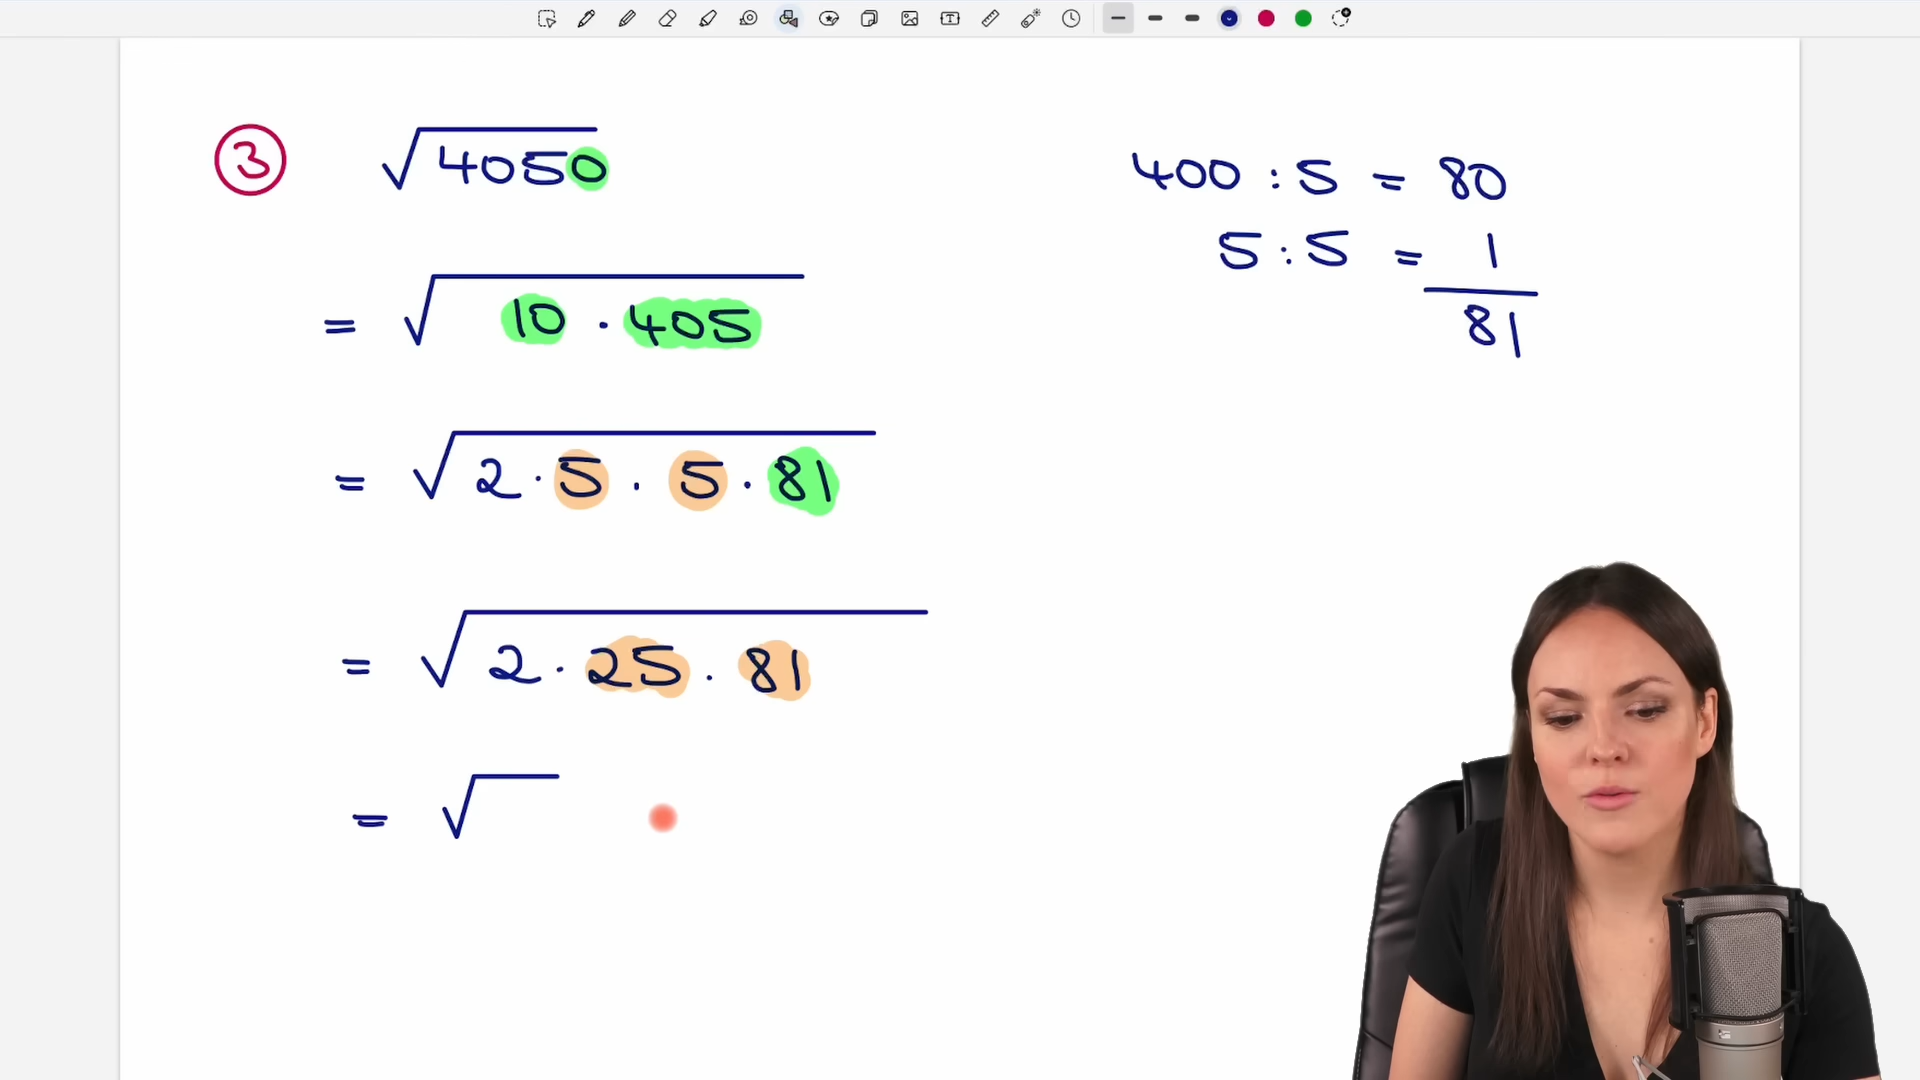 ③ √4050
= √10 · 405
= √2 · 5 · 5 · 81
= √2 · 25 · 81
= √
400 : 5 = 80
5 : 5 = 1
81